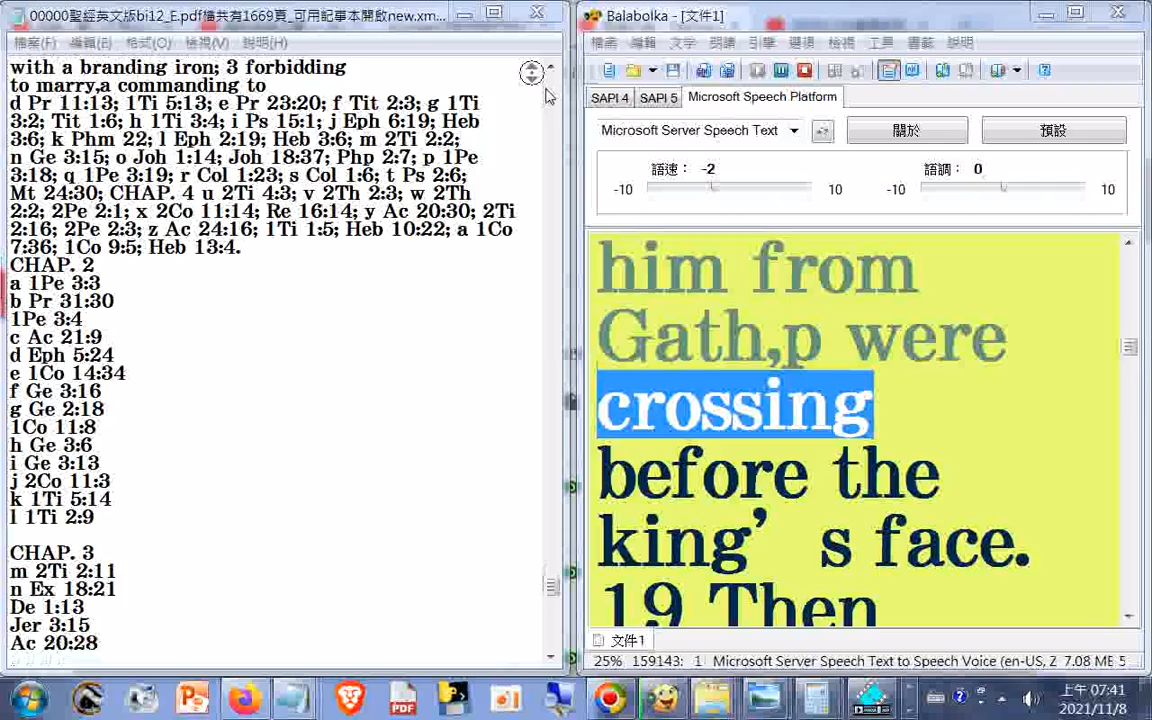 00000聖經英文版bi12_E.pdf檔共有1669頁_可用記事本開啟new.xm...
檔案(F) 編輯(E) 格式(O) 檢視(V) 說明(H)
with a branding iron; 3 forbidding
to marry,a commanding to
d Pr 11:13; 1Ti 5:13; e Pr 23:20; f Tit 2:3; g 1Ti
3:2; Tit 1:6; h 1Ti 3:4; i Ps 15:1; j Eph 6:19; Heb
3:6; k Phm 22; l Eph 2:19; Heb 3:6; m 2Ti 2:2;
n Ge 3:15; o Joh 1:14; Joh 18:37; Php 2:7; p 1Pe
3:18; q 1Pe 3:19; r Col 1:23; s Col 1:6; t Ps 2:6;
Mt 24:30; CHAP. 4 u 2Ti 4:3; v 2Th 2:3; w 2Th
2:2; 2Pe 2:1; x 2Co 11:14; Re 16:14; y Ac 20:30; 2Ti
2:16; 2Pe 2:3; z Ac 24:16; 1Ti 1:5; Heb 10:22; a 1Co
7:36; 1Co 9:5; Heb 13:4.
CHAP. 2
a 1Pe 3:3
b Pr 31:30
1Pe 3:4
c Ac 21:9
d Eph 5:24
e 1Co 14:34
f Ge 3:16
g Ge 2:18
1Co 11:8
h Ge 3:6
i Ge 3:13
j 2Co 11:3
k 1Ti 5:14
l 1Ti 2:9
CHAP. 3
m 2Ti 2:11
n Ex 18:21
De 1:13
Jer 3:15
Ac 20:28
Balabolka - [文件1]
檔案 編輯 文字 朗讀 引擎 選項 檢視 工具 書籤 說明
SAPI 4 SAPI 5 Microsoft Speech Platform
Microsoft Server Speech Text 關於 預設
語速： -2 語調： 0
-10 10 -10 10
him from
Gath,p were
crossing
before the
king’s face.
19 Then
文件1
25% 159143: 1 Microsoft Server Speech Text to Speech Voice (en-US, Z 7.08 MB 5
PDF
上午 07:41
2021/11/8